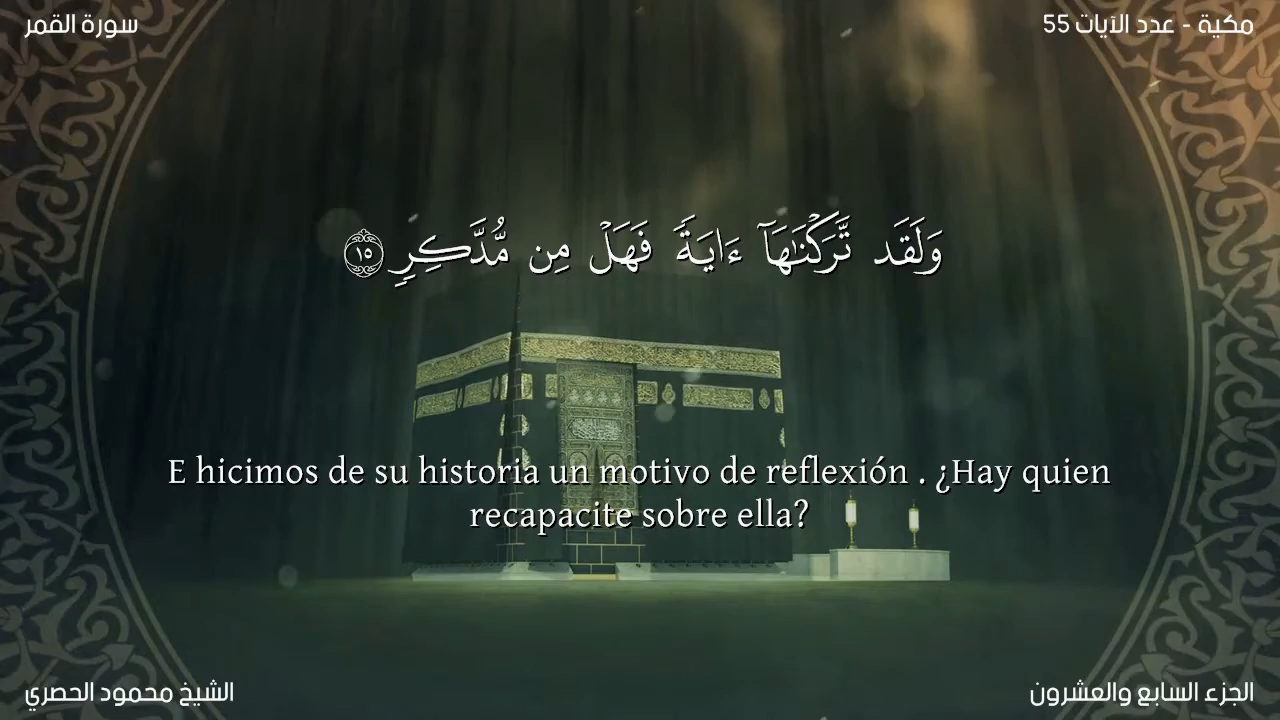 سورة القمر
مكية - عدد الآيات 55
وَلَقَد تَّرَكْنَٰهَآ ءَايَةً فَهَلْ مِن مُّدَّكِرٍ ١٥
E hicimos de su historia un motivo de reflexión . ¿Hay quien
recapacite sobre ella?
الشيخ محمود الحصري
الجزء السابع والعشرون